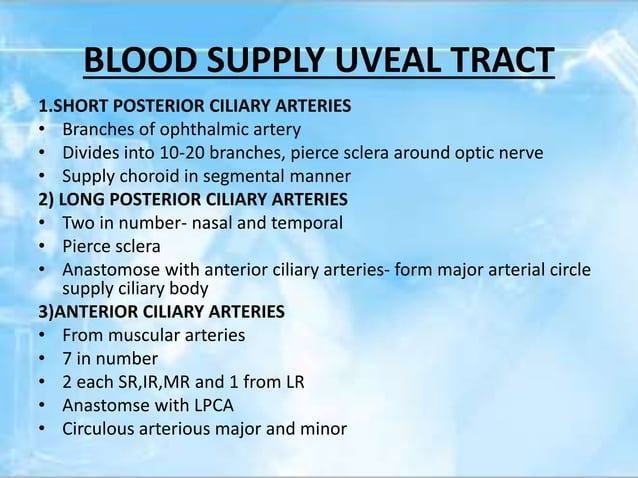 BLOOD SUPPLY UVEAL TRACT
1.SHORT POSTERIOR CILIARY ARTERIES
• Branches of ophthalmic artery
• Divides into 10-20 branches, pierce sclera around optic nerve
• Supply choroid in segmental manner
2) LONG POSTERIOR CILIARY ARTERIES
• Two in number- nasal and temporal
• Pierce sclera
• Anastomose with anterior ciliary arteries- form major arterial circle
supply ciliary body
3)ANTERIOR CILIARY ARTERIES
• From muscular arteries
• 7 in number
• 2 each SR,IR,MR and 1 from LR
• Anastomse with LPCA
• Circulous arterious major and minor